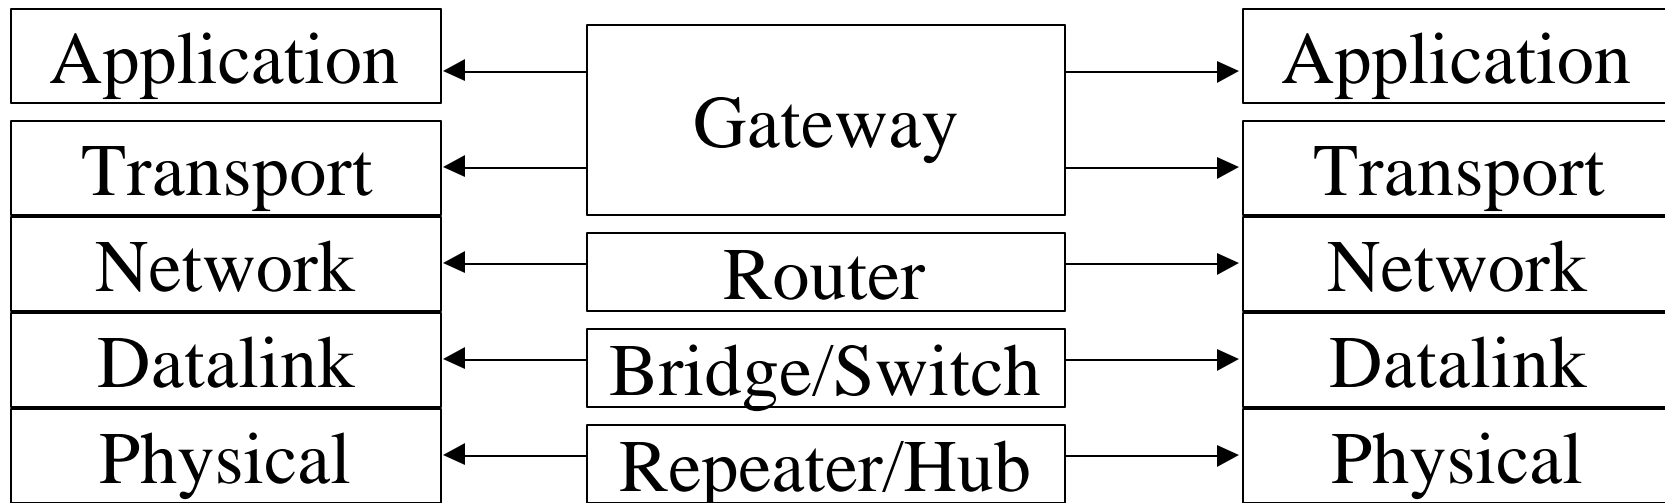 Application
Gateway
Application
Transport
Transport
Network
Router
Network
Datalink
Bridge/Switch
Datalink
Physical
Repeater/Hub
Physical